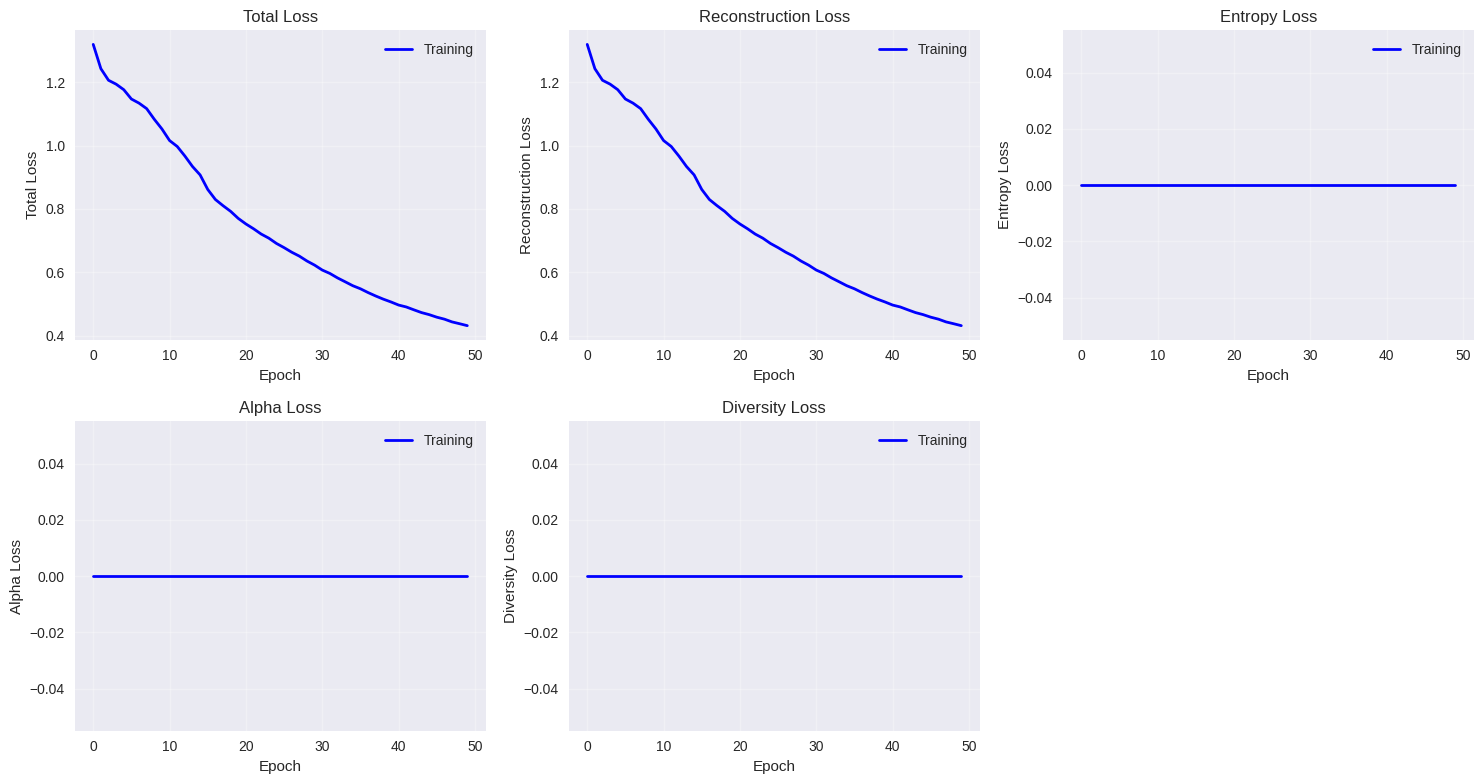 Total Loss
Training
Total Loss
1.2
1.0
0.8
0.6
0.4
0 10 20 30 40 50
Epoch
Reconstruction Loss
Training
Reconstruction Loss
1.2
1.0
0.8
0.6
0.4
0 10 20 30 40 50
Epoch
Entropy Loss
Training
Entropy Loss
0.04
0.02
0.00
−0.02
−0.04
0 10 20 30 40 50
Epoch
Alpha Loss
Training
Alpha Loss
0.04
0.02
0.00
−0.02
−0.04
0 10 20 30 40 50
Epoch
Diversity Loss
Training
Diversity Loss
0.04
0.02
0.00
−0.02
−0.04
0 10 20 30 40 50
Epoch